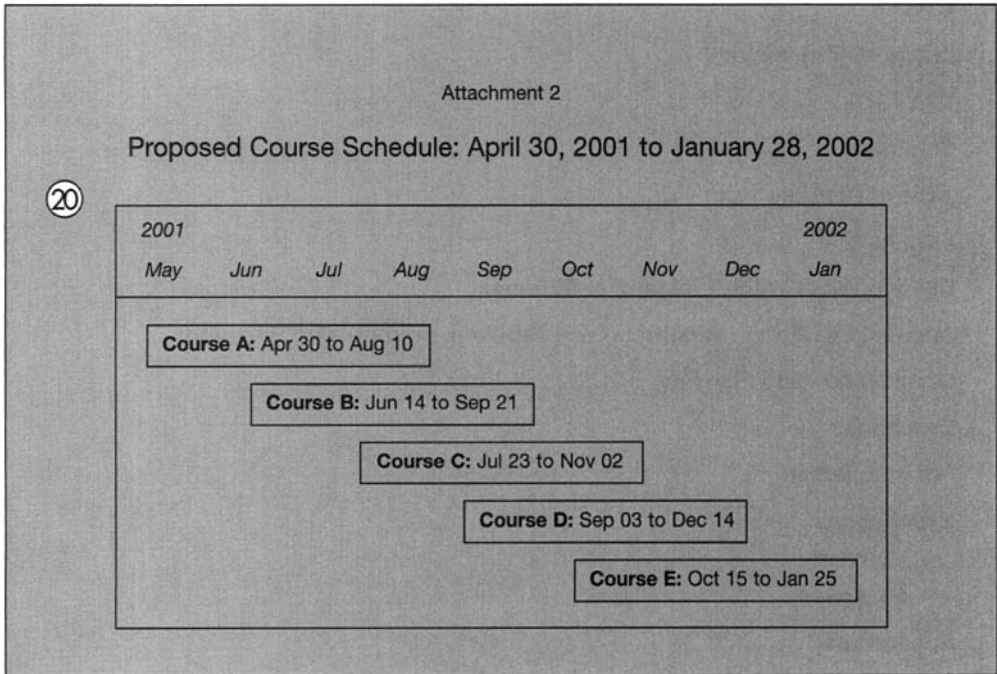 Attachment 2
Proposed Course Schedule: April 30, 2001 to January 28, 2002
20
2001 2002
May Jun Jul Aug Sep Oct Nov Dec Jan
Course A: Apr 30 to Aug 10
Course B: Jun 14 to Sep 21
Course C: Jul 23 to Nov 02
Course D: Sep 03 to Dec 14
Course E: Oct 15 to Jan 25